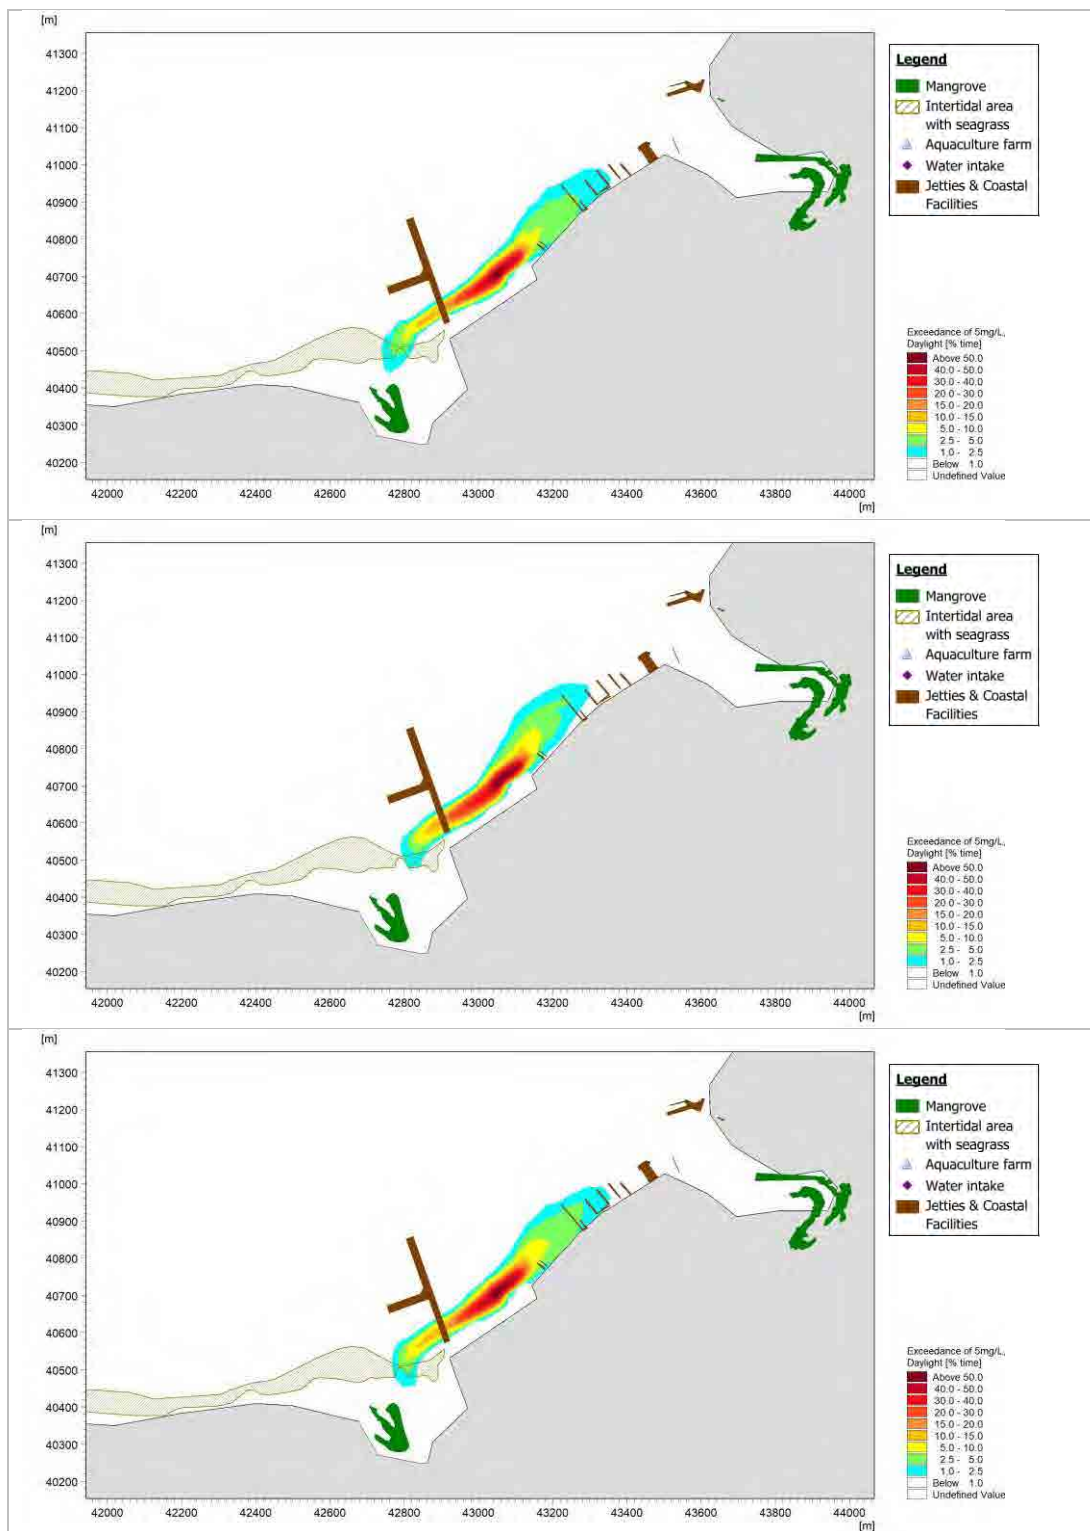 [m]
41300
41200
41100
41000
40900
40800
40700
40600
40500
40400
40300
40200
42000 42200 42400 42600 42800 43000 43200 43400 43600 43800 44000
[m]
Legend
Mangrove
Intertidal area
with seagrass
Aquaculture farm
Water intake
Jetties & Coastal
Facilities
Exceedance of 5mg/L,
Daylight [% time]
Above 50.0
40.0 - 50.0
30.0 - 40.0
20.0 - 30.0
15.0 - 20.0
10.0 - 15.0
5.0 - 10.0
2.5 - 5.0
1.0 - 2.5
Below 1.0
Undefined Value
[m]
41300
41200
41100
41000
40900
40800
40700
40600
40500
40400
40300
40200
42000 42200 42400 42600 42800 43000 43200 43400 43600 43800 44000
[m]
Legend
Mangrove
Intertidal area
with seagrass
Aquaculture farm
Water intake
Jetties & Coastal
Facilities
Exceedance of 5mg/L,
Daylight [% time]
Above 50.0
40.0 - 50.0
30.0 - 40.0
20.0 - 30.0
15.0 - 20.0
10.0 - 15.0
5.0 - 10.0
2.5 - 5.0
1.0 - 2.5
Below 1.0
Undefined Value
[m]
41300
41200
41100
41000
40900
40800
40700
40600
40500
40400
40300
40200
42000 42200 42400 42600 42800 43000 43200 43400 43600 43800 44000
[m]
Legend
Mangrove
Intertidal area
with seagrass
Aquaculture farm
Water intake
Jetties & Coastal
Facilities
Exceedance of 5mg/L,
Daylight [% time]
Above 50.0
40.0 - 50.0
30.0 - 40.0
20.0 - 30.0
15.0 - 20.0
10.0 - 15.0
5.0 - 10.0
2.5 - 5.0
1.0 - 2.5
Below 1.0
Undefined Value